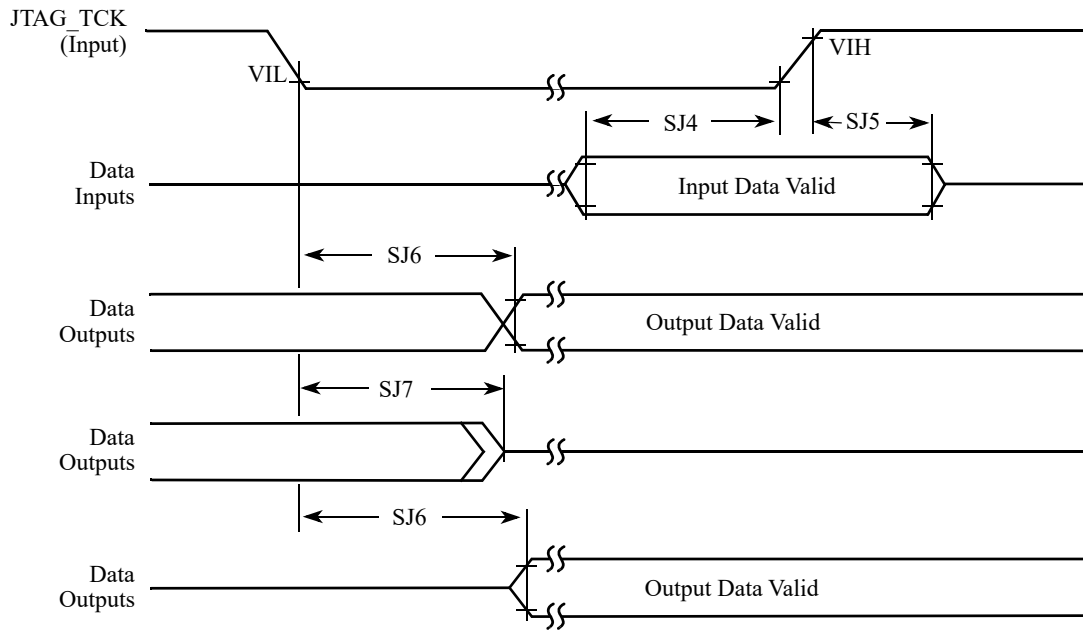 JTAG_TCK
(Input)
VIL
VIH
SJ4
SJ5
Data
Inputs
Input Data Valid
SJ6
Data
Outputs
Output Data Valid
SJ7
Data
Outputs
SJ6
Data
Outputs
Output Data Valid